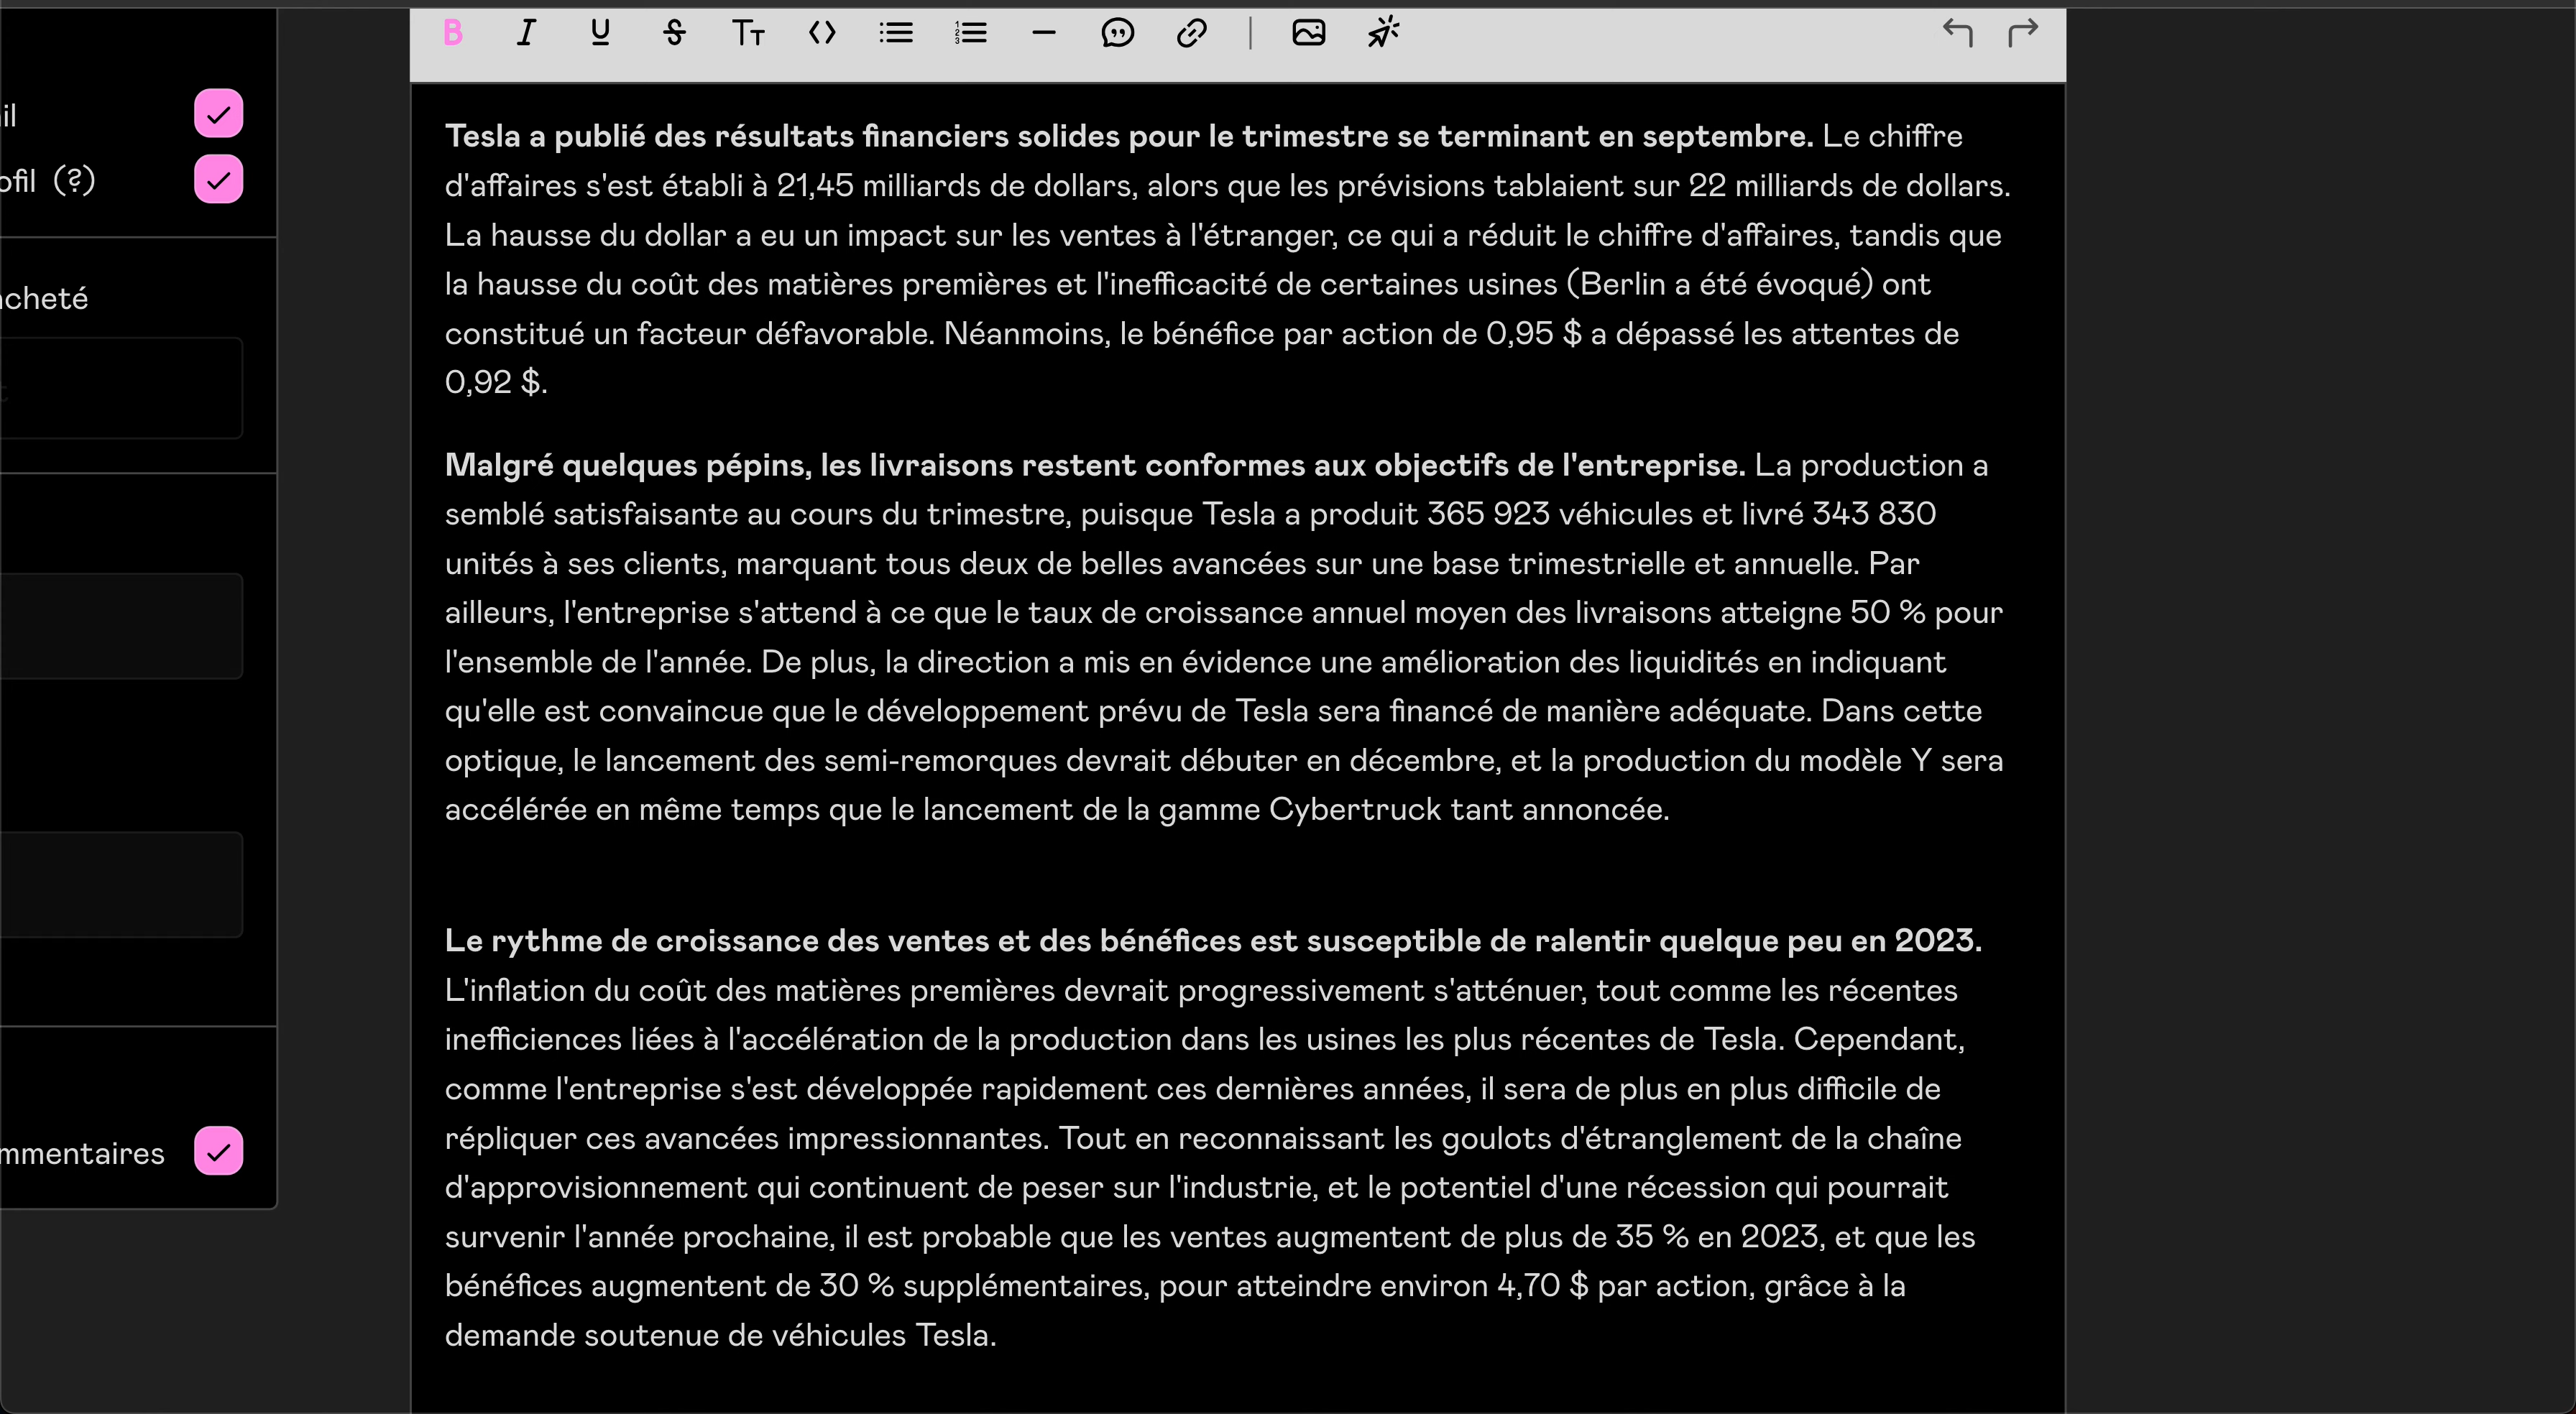 B I U S TT <>
il
ofil (?)
acheté
mmentaires
Tesla a publié des résultats financiers solides pour le trimestre se terminant en septembre. Le chiffre
d'affaires s'est établi à 21,45 milliards de dollars, alors que les prévisions tablaient sur 22 milliards de dollars.
La hausse du dollar a eu un impact sur les ventes à l'étranger, ce qui a réduit le chiffre d'affaires, tandis que
la hausse du coût des matières premières et l'inefficacité de certaines usines (Berlin a été évoqué) ont
constitué un facteur défavorable. Néanmoins, le bénéfice par action de 0,95 $ a dépassé les attentes de
0,92 $.
Malgré quelques pépins, les livraisons restent conformes aux objectifs de l'entreprise. La production a
semblé satisfaisante au cours du trimestre, puisque Tesla a produit 365 923 véhicules et livré 343 830
unités à ses clients, marquant tous deux de belles avancées sur une base trimestrielle et annuelle. Par
ailleurs, l'entreprise s'attend à ce que le taux de croissance annuel moyen des livraisons atteigne 50 % pour
l'ensemble de l'année. De plus, la direction a mis en évidence une amélioration des liquidités en indiquant
qu'elle est convaincue que le développement prévu de Tesla sera financé de manière adéquate. Dans cette
optique, le lancement des semi-remorques devrait débuter en décembre, et la production du modèle Y sera
accélérée en même temps que le lancement de la gamme Cybertruck tant annoncée.
Le rythme de croissance des ventes et des bénéfices est susceptible de ralentir quelque peu en 2023.
L'inflation du coût des matières premières devrait progressivement s'atténuer, tout comme les récentes
inefficiences liées à l'accélération de la production dans les usines les plus récentes de Tesla. Cependant,
comme l'entreprise s'est développée rapidement ces dernières années, il sera de plus en plus difficile de
répliquer ces avancées impressionnantes. Tout en reconnaissant les goulots d'étranglement de la chaîne
d'approvisionnement qui continuent de peser sur l'industrie, et le potentiel d'une récession qui pourrait
survenir l'année prochaine, il est probable que les ventes augmentent de plus de 35 % en 2023, et que les
bénéfices augmentent de 30 % supplémentaires, pour atteindre environ 4,70 $ par action, grâce à la
demande soutenue de véhicules Tesla.